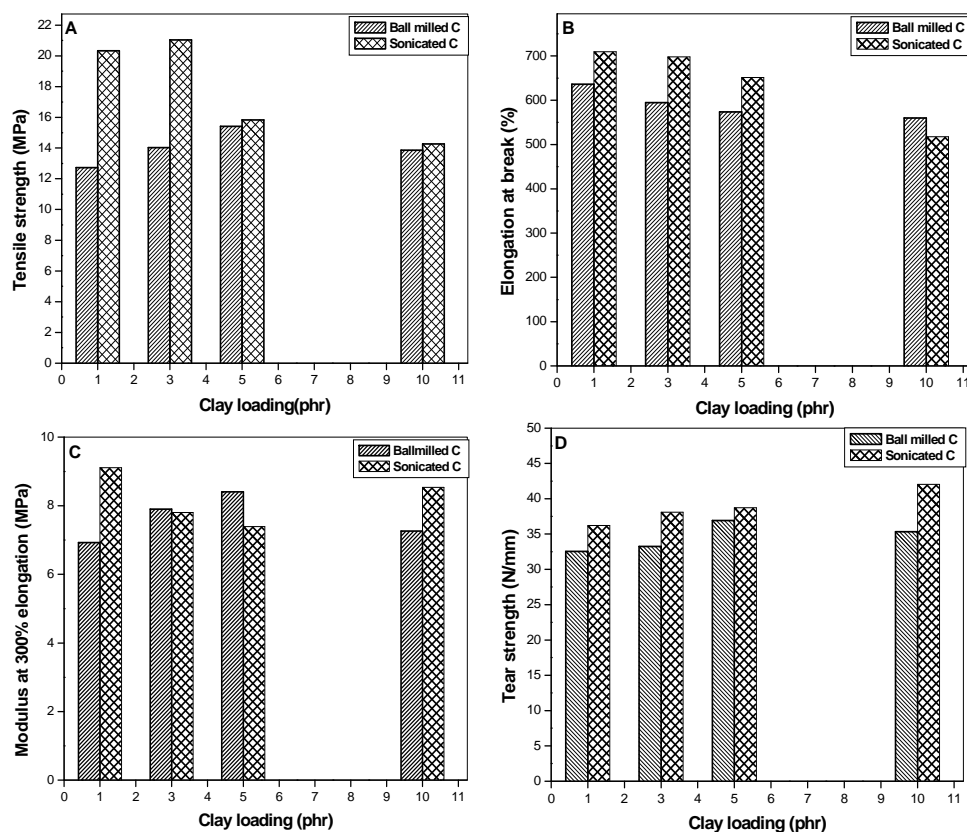 A
Ball milled C
Sonicated C
22
20
18
16
14
12
10
8
6
4
2
0
Tensile strength (MPa)
0 1 2 3 4 5 6 7 8 9 10 11
Clay loading(phr)
B
Ball milled C
Sonicated C
700
600
500
400
300
200
100
0
Elongation at break (%)
0 1 2 3 4 5 6 7 8 9 10 11
Clay loading (phr)
C
Ballmilled C
Sonicated C
10
8
6
4
2
0
Modulus at 300% elongation (MPa)
0 1 2 3 4 5 6 7 8 9 10 11
Clay loading (phr)
D
Ball milled C
Sonicated C
50
45
40
35
30
25
20
15
10
5
0
Tear strength (N/mm)
0 1 2 3 4 5 6 7 8 9 10 11
Clay loading (phr)